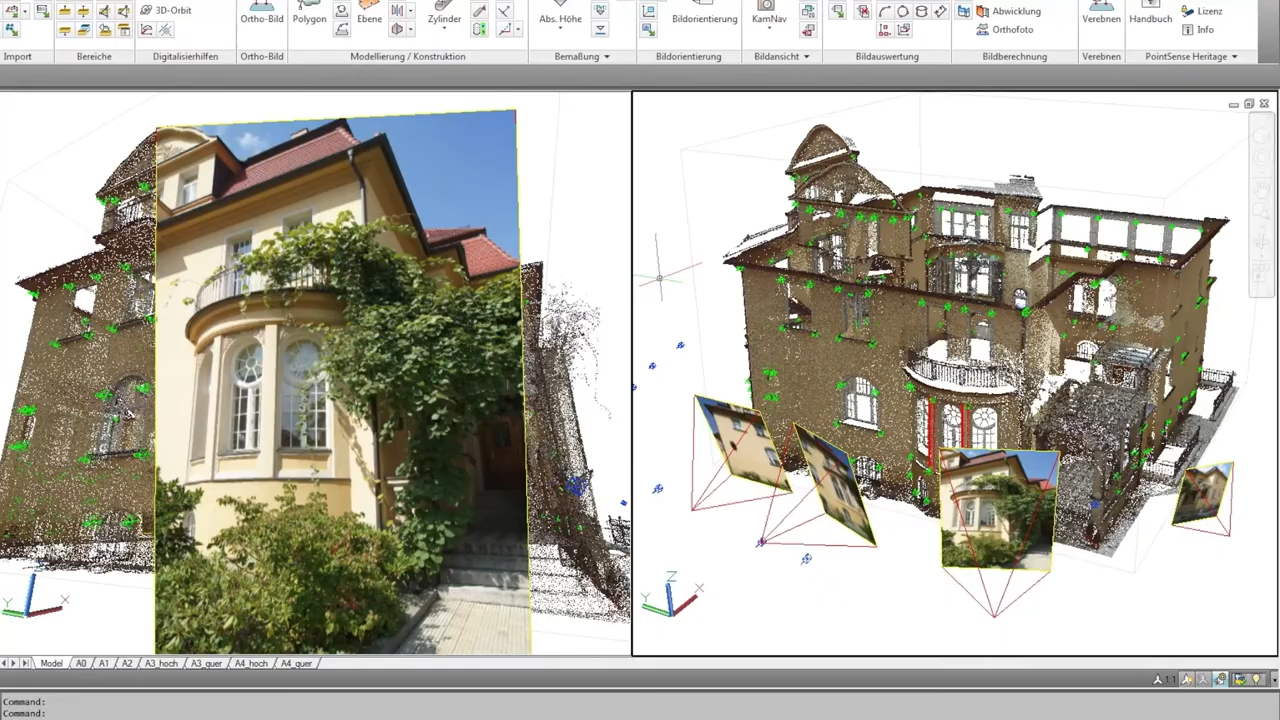 3D-Orbit
Ortho-Bild
Polygon
Ebene
Zylinder
Abs. Höhe
Bildorientierung
KamNav
Abwicklung
Orthofoto
Verebnen
Handbuch
Lizenz
Info
Import
Bereiche
Digitalisierhilfen
Ortho-Bild
Modellierung / Konstruktion
Bemaßung
Bildorientierung
Bildansicht
Bildauswertung
Bildberechnung
Verebnen
PointSense Heritage
Y
X
Z
Y
X
Model A0 A1 A2 A3_hoch A3_quer A4_hoch A4_quer
1:1
Command:
Command: